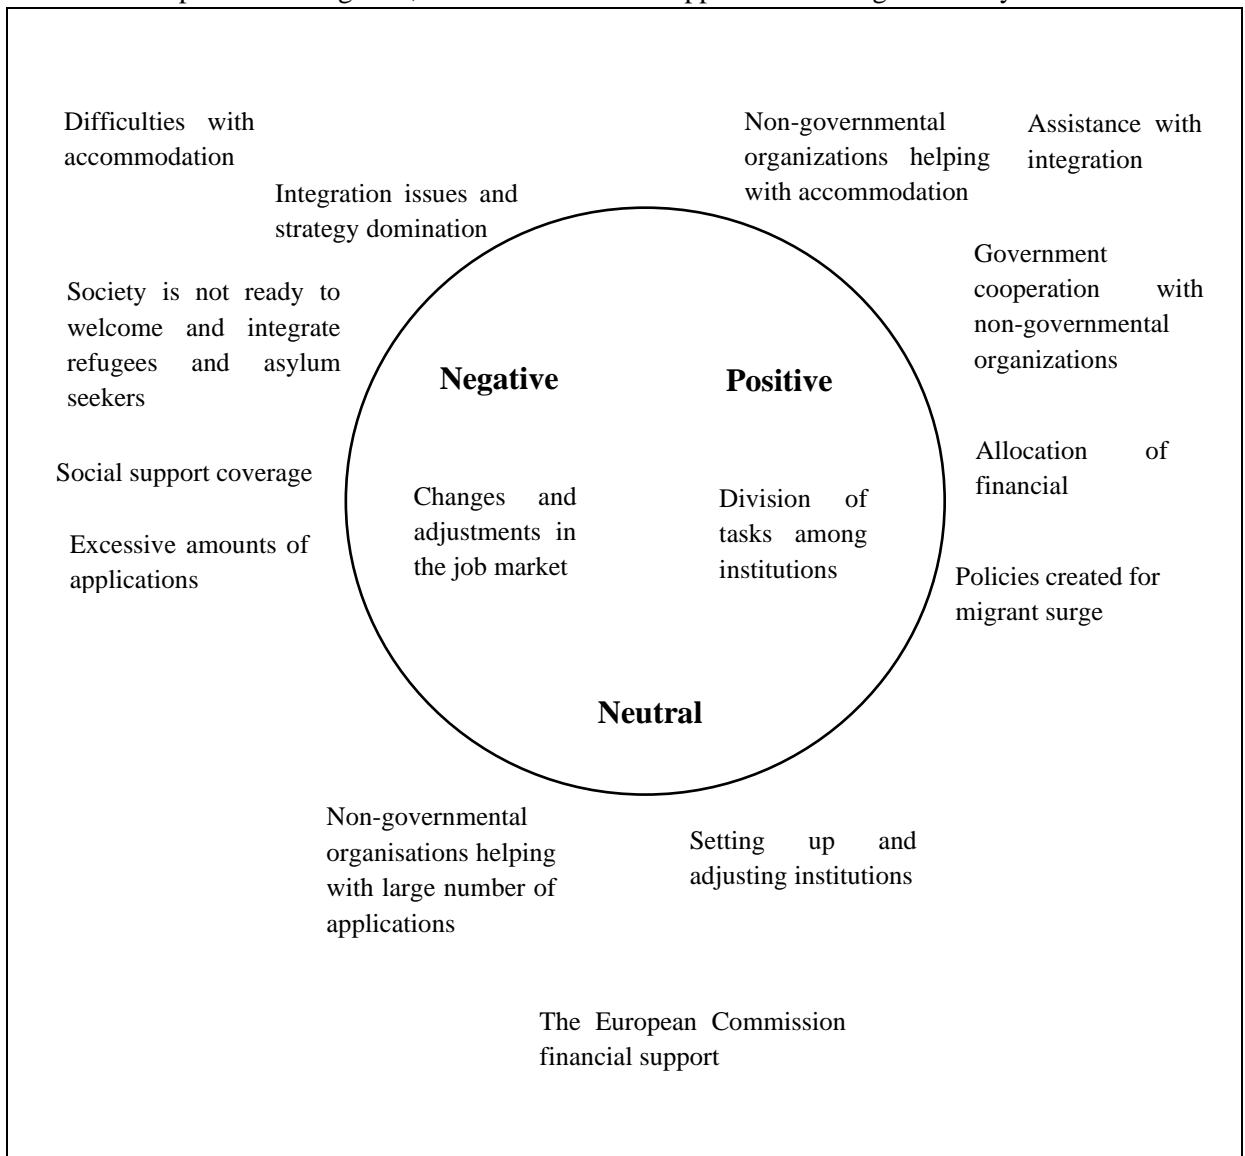 Difficulties with
accommodation
Integration issues and
strategy domination
Society is not ready to
welcome and integrate
refugees and asylum
seekers
Social support coverage
Excessive amounts of
applications
Non-governmental
organizations helping
with accommodation
Assistance with
integration
Government
cooperation with
non-governmental
organizations
Allocation of
financial
Policies created for
migrant surge
Negative
Positive
Changes and
adjustments in
the job market
Division of
tasks among
institutions
Neutral
Non-governmental
organisations helping
with large number of
applications
Setting up and
adjusting institutions
The European Commission
financial support